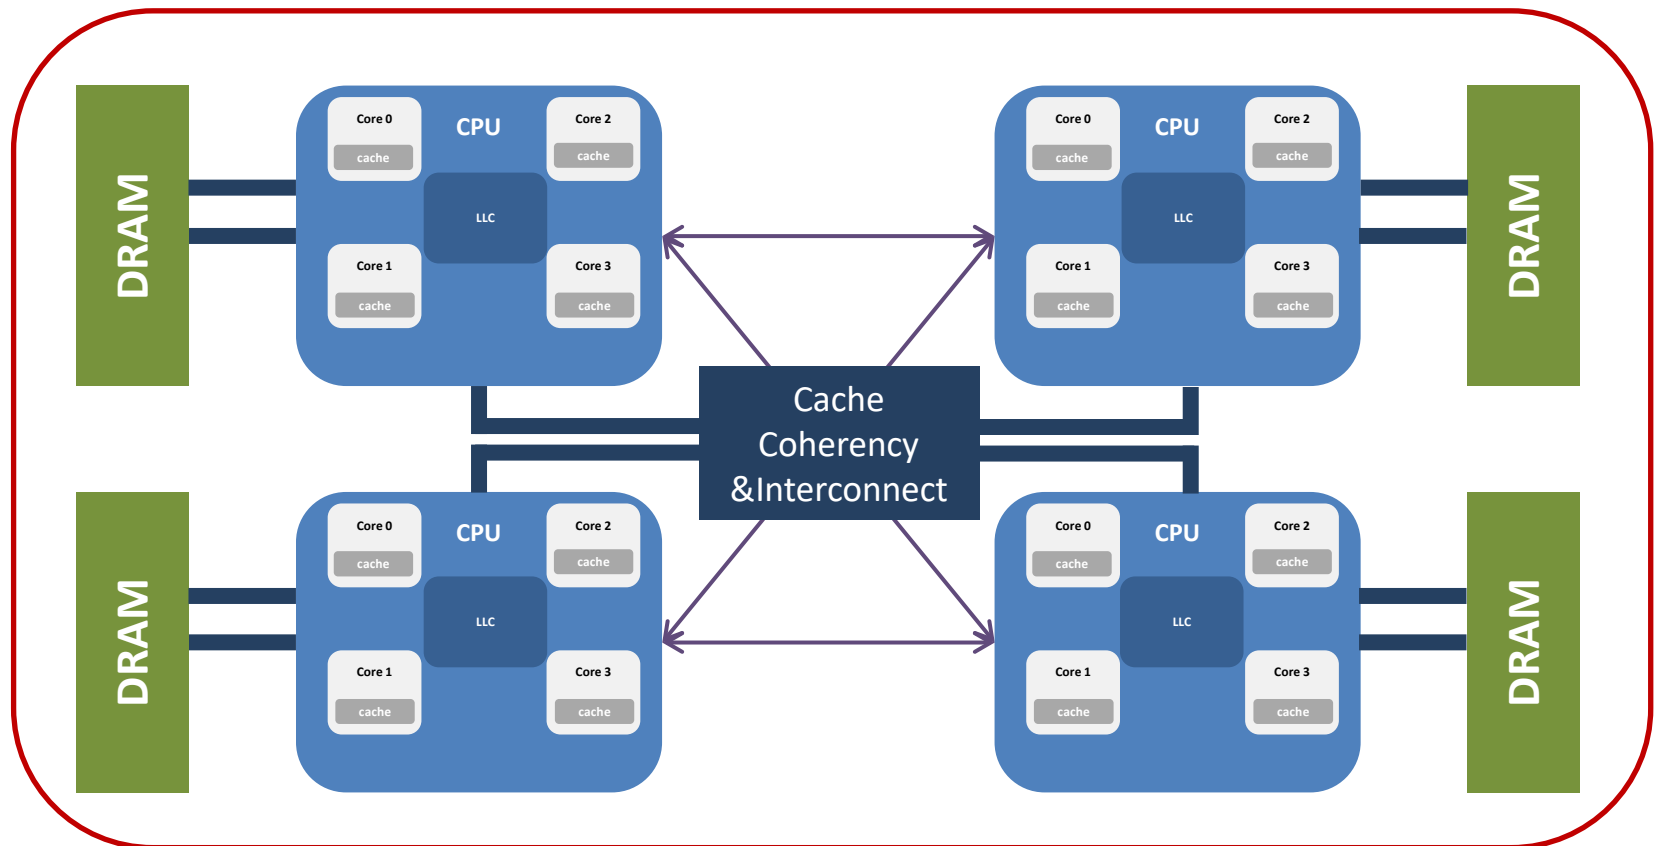 DRAM
CPU
Core 0
cache
Core 2
cache
LLC
Core 1
cache
Core 3
cache
CPU
Core 0
cache
Core 2
cache
LLC
Core 1
cache
Core 3
cache
DRAM
Cache
Coherency
&Interconnect
DRAM
CPU
Core 0
cache
Core 2
cache
LLC
Core 1
cache
Core 3
cache
CPU
Core 0
cache
Core 2
cache
LLC
Core 1
cache
Core 3
cache
DRAM